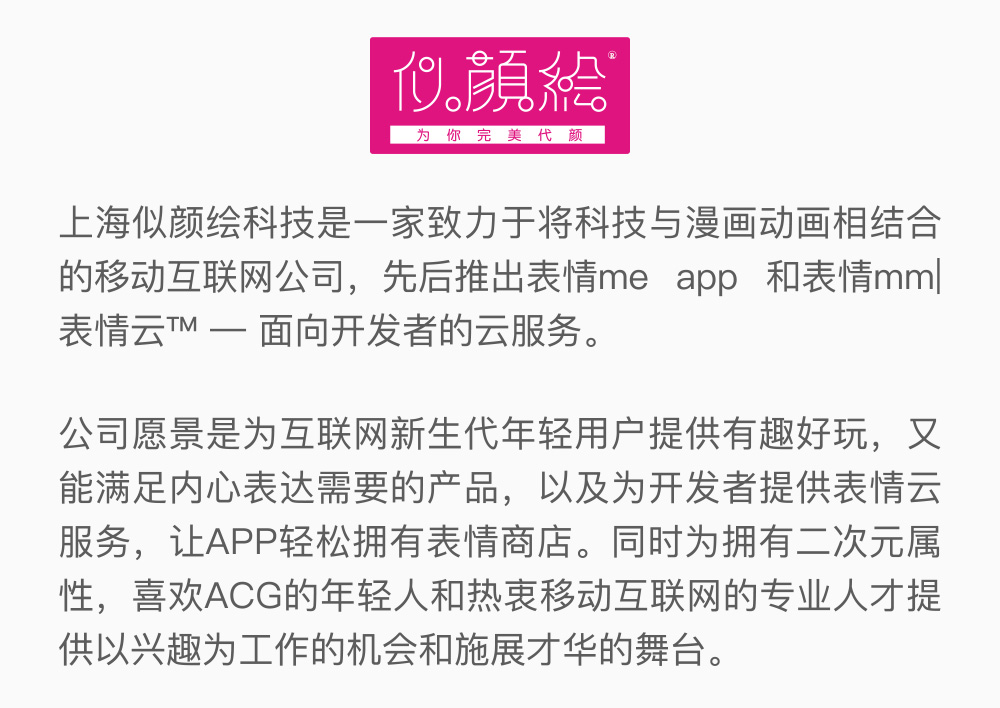 似顔絵®
为你完美代颜
上海似颜绘科技是一家致力于将科技与漫画动画相结合
的移动互联网公司，先后推出表情me app 和表情mm|
表情云™ — 面向开发者的云服务。
公司愿景是为互联网新生代年轻用户提供有趣好玩，又
能满足内心表达需要的产品，以及为开发者提供表情云
服务，让APP轻松拥有表情商店。同时为拥有二次元属
性，喜欢ACG的年轻人和热衷移动互联网的专业人才提
供以兴趣为工作的机会和施展才华的舞台。